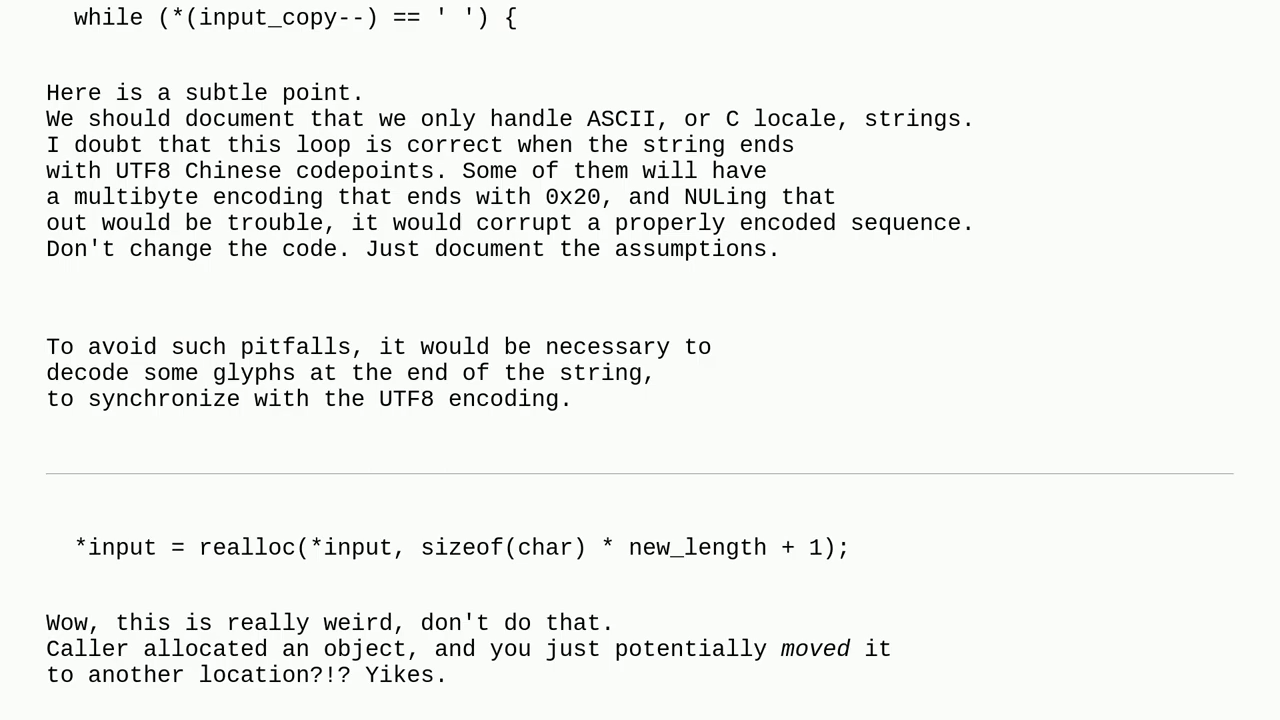 while (*(input_copy--) == ' ') {
Here is a subtle point.
We should document that we only handle ASCII, or C locale, strings.
I doubt that this loop is correct when the string ends
with UTF8 Chinese codepoints. Some of them will have
a multibyte encoding that ends with 0x20, and NULing that
out would be trouble, it would corrupt a properly encoded sequence.
Don't change the code. Just document the assumptions.
To avoid such pitfalls, it would be necessary to
decode some glyphs at the end of the string,
to synchronize with the UTF8 encoding.
*input = realloc(*input, sizeof(char) * new_length + 1);
Wow, this is really weird, don't do that.
Caller allocated an object, and you just potentially moved it
to another location?!? Yikes.